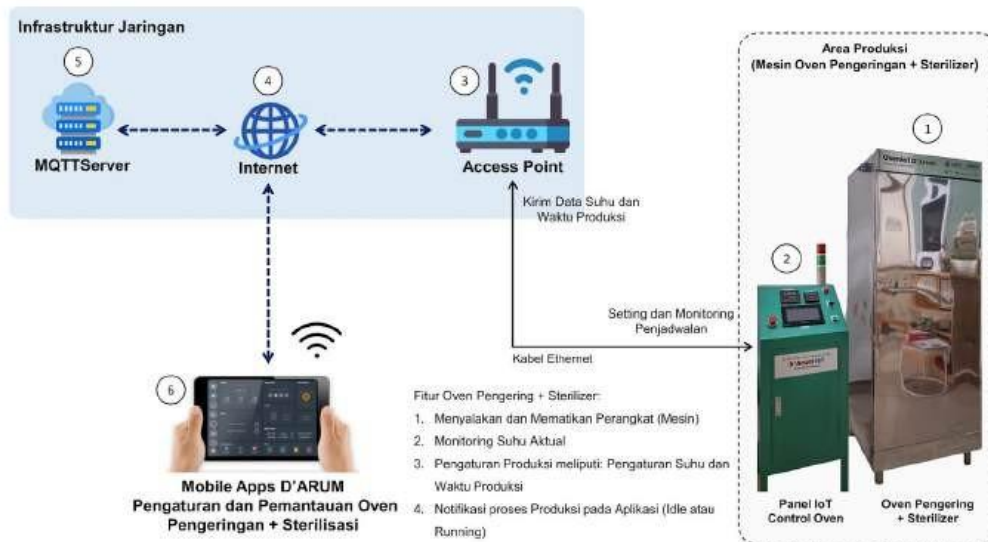 Infrastruktur Jaringan
5
4
3
MQTTServer
Internet
Access Point
Area Produksi
(Mesin Oven Pengeringan + Sterilizer)
1
2
Kirim Data Suhu dan
Waktu Produksi
Setting dan Monitoring
Penjadwalan
Kabel Ethernet
6
Mobile Apps D'ARUM
Pengaturan dan Pemantauan Oven
Pengeringan + Sterilisasi
Fitur Oven Pengering + Sterilizer:
1. Menyalakan dan Mematikan Perangkat (Mesin)
2. Monitoring Suhu Aktual
3. Pengaturan Produksi meliputi: Pengaturan Suhu dan
Waktu Produksi
4. Notifikasi proses Produksi pada Aplikasi (Idle atau
Running)
Panel IoT
Control Oven
Oven Pengering
+ Sterilizer